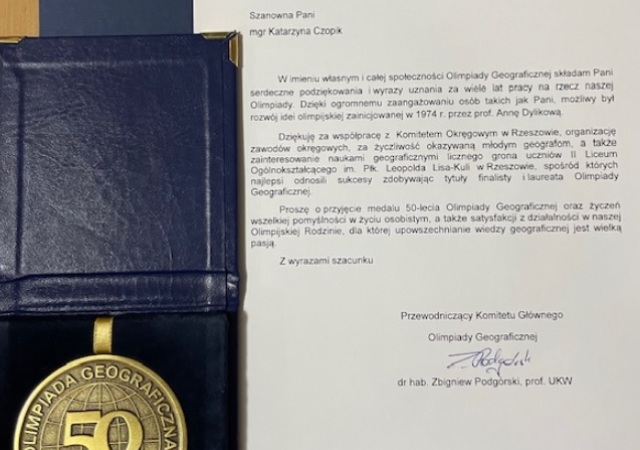 Szanowna Pani
mgr Katarzyna Czopik
W imieniu własnym i całej społeczności Olimpiady Geograficznej składam Pani
serdeczne podziękowania i wyrazy uznania za wiele lat pracy na rzecz naszej
Olimpiady. Dzięki ogromnemu zaangażowaniu osób takich jak Pani, możliwy był
rozwój idei olimpijskiej zainicjowanej w 1974 r. przez prof. Annę Dylikową.
Dziękuję za współpracę z Komitetem Okręgowym w Rzeszowie, organizację
zawodów okręgowych, za życzliwość okazywaną młodym geografom, a także
zainteresowanie naukami geograficznymi licznego grona uczniów II Liceum
Ogólnokształcącego im. Płk. Leopolda Lisa-Kuli w Rzeszowie, spośród których
najlepsi odnosili sukcesy zdobywając tytuły finalisty i laureata Olimpiady
Geograficznej.
Proszę o przyjęcie medalu 50-lecia Olimpiady Geograficznej oraz życzeń
wszelkiej pomyślności w życiu osobistym, a także satysfakcji z działalności w naszej
Olimpijskiej Rodzinie, dla której upowszechnianie wiedzy geograficznej jest wielką
pasją.
Z wyrazami szacunku
Przewodniczący Komitetu Głównego
Olimpiady Geograficznej
Z. Podgórski
dr hab. Zbigniew Podgórski, prof. UKW
OLIMPIADA GEOGRAFICZNA
50